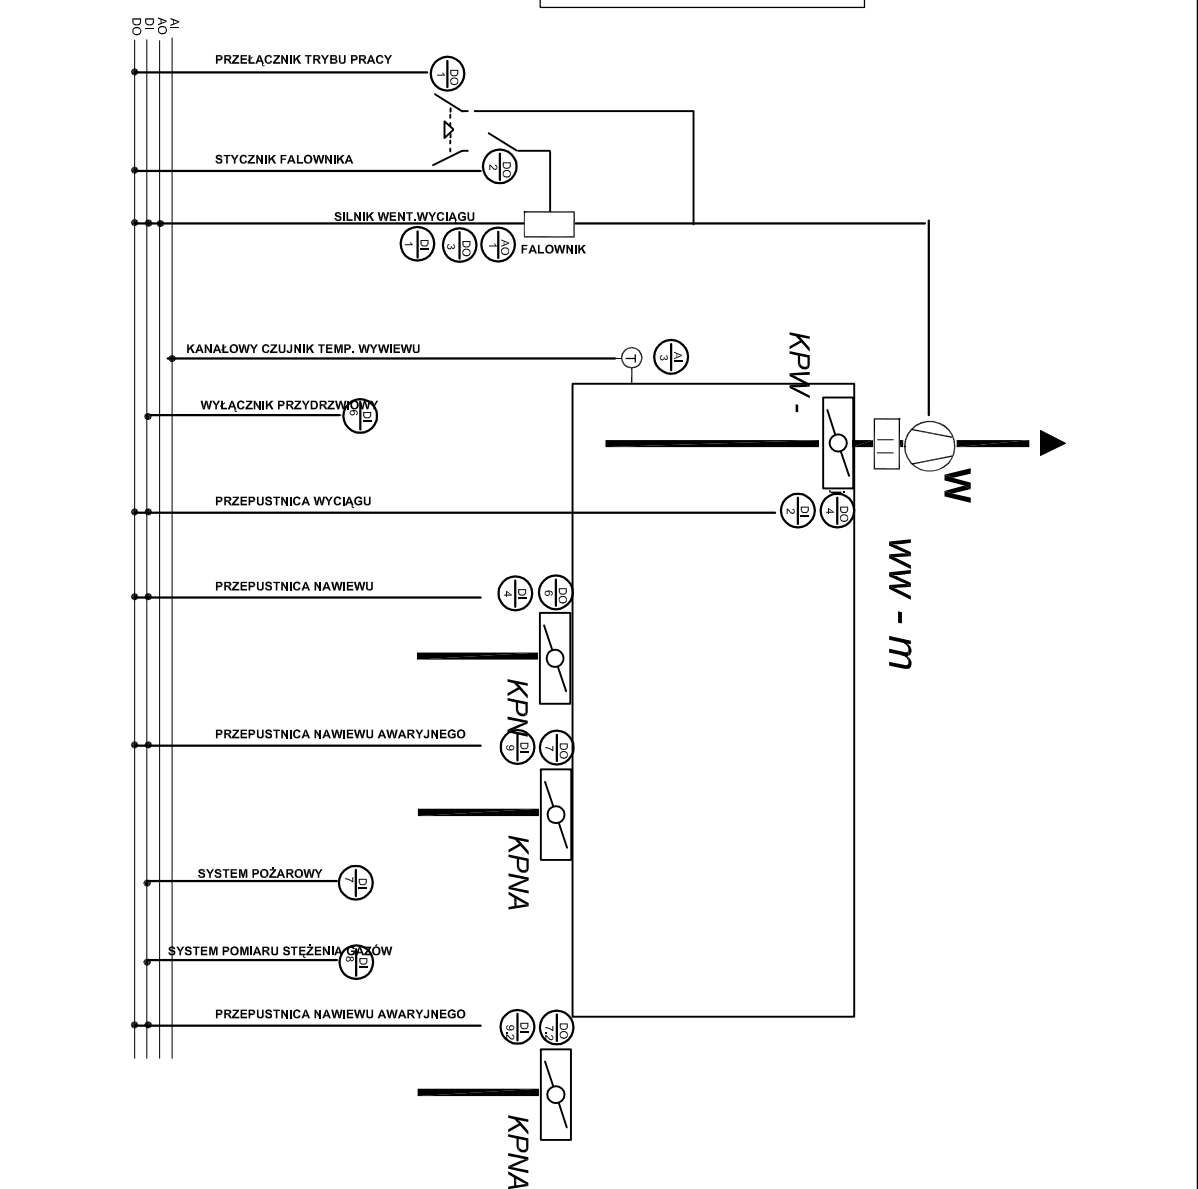 DO
DI
AO
AI
PRZEŁĄCZNIK TRYBU PRACY
DO
1
STYCZNIK FALOWNIKA
DO
2
SILNIK WENT.WYCIĄGU
DI
1
DO
3
AO
1
FALOWNIK
KANAŁOWY CZUJNIK TEMP. WYWIEWU
T
AI
3
KPW -
WYŁĄCZNIK PRZYDRZWIOWY
DI
6
W
PRZEPUSTNICA WYCIĄGU
DI
2
DO
4
ww - m
PRZEPUSTNICA NAWIEWU
DI
4
DO
6
KPN
PRZEPUSTNICA NAWIEWU AWARYJNEGO
DI
9
DO
7
KPNA
SYSTEM POŻAROWY
DI
7
SYSTEM POMIARU STĘŻENIA GAZÓW
DI
8
PRZEPUSTNICA NAWIEWU AWARYJNEGO
DI
9.2
DO
7.2
KPNA